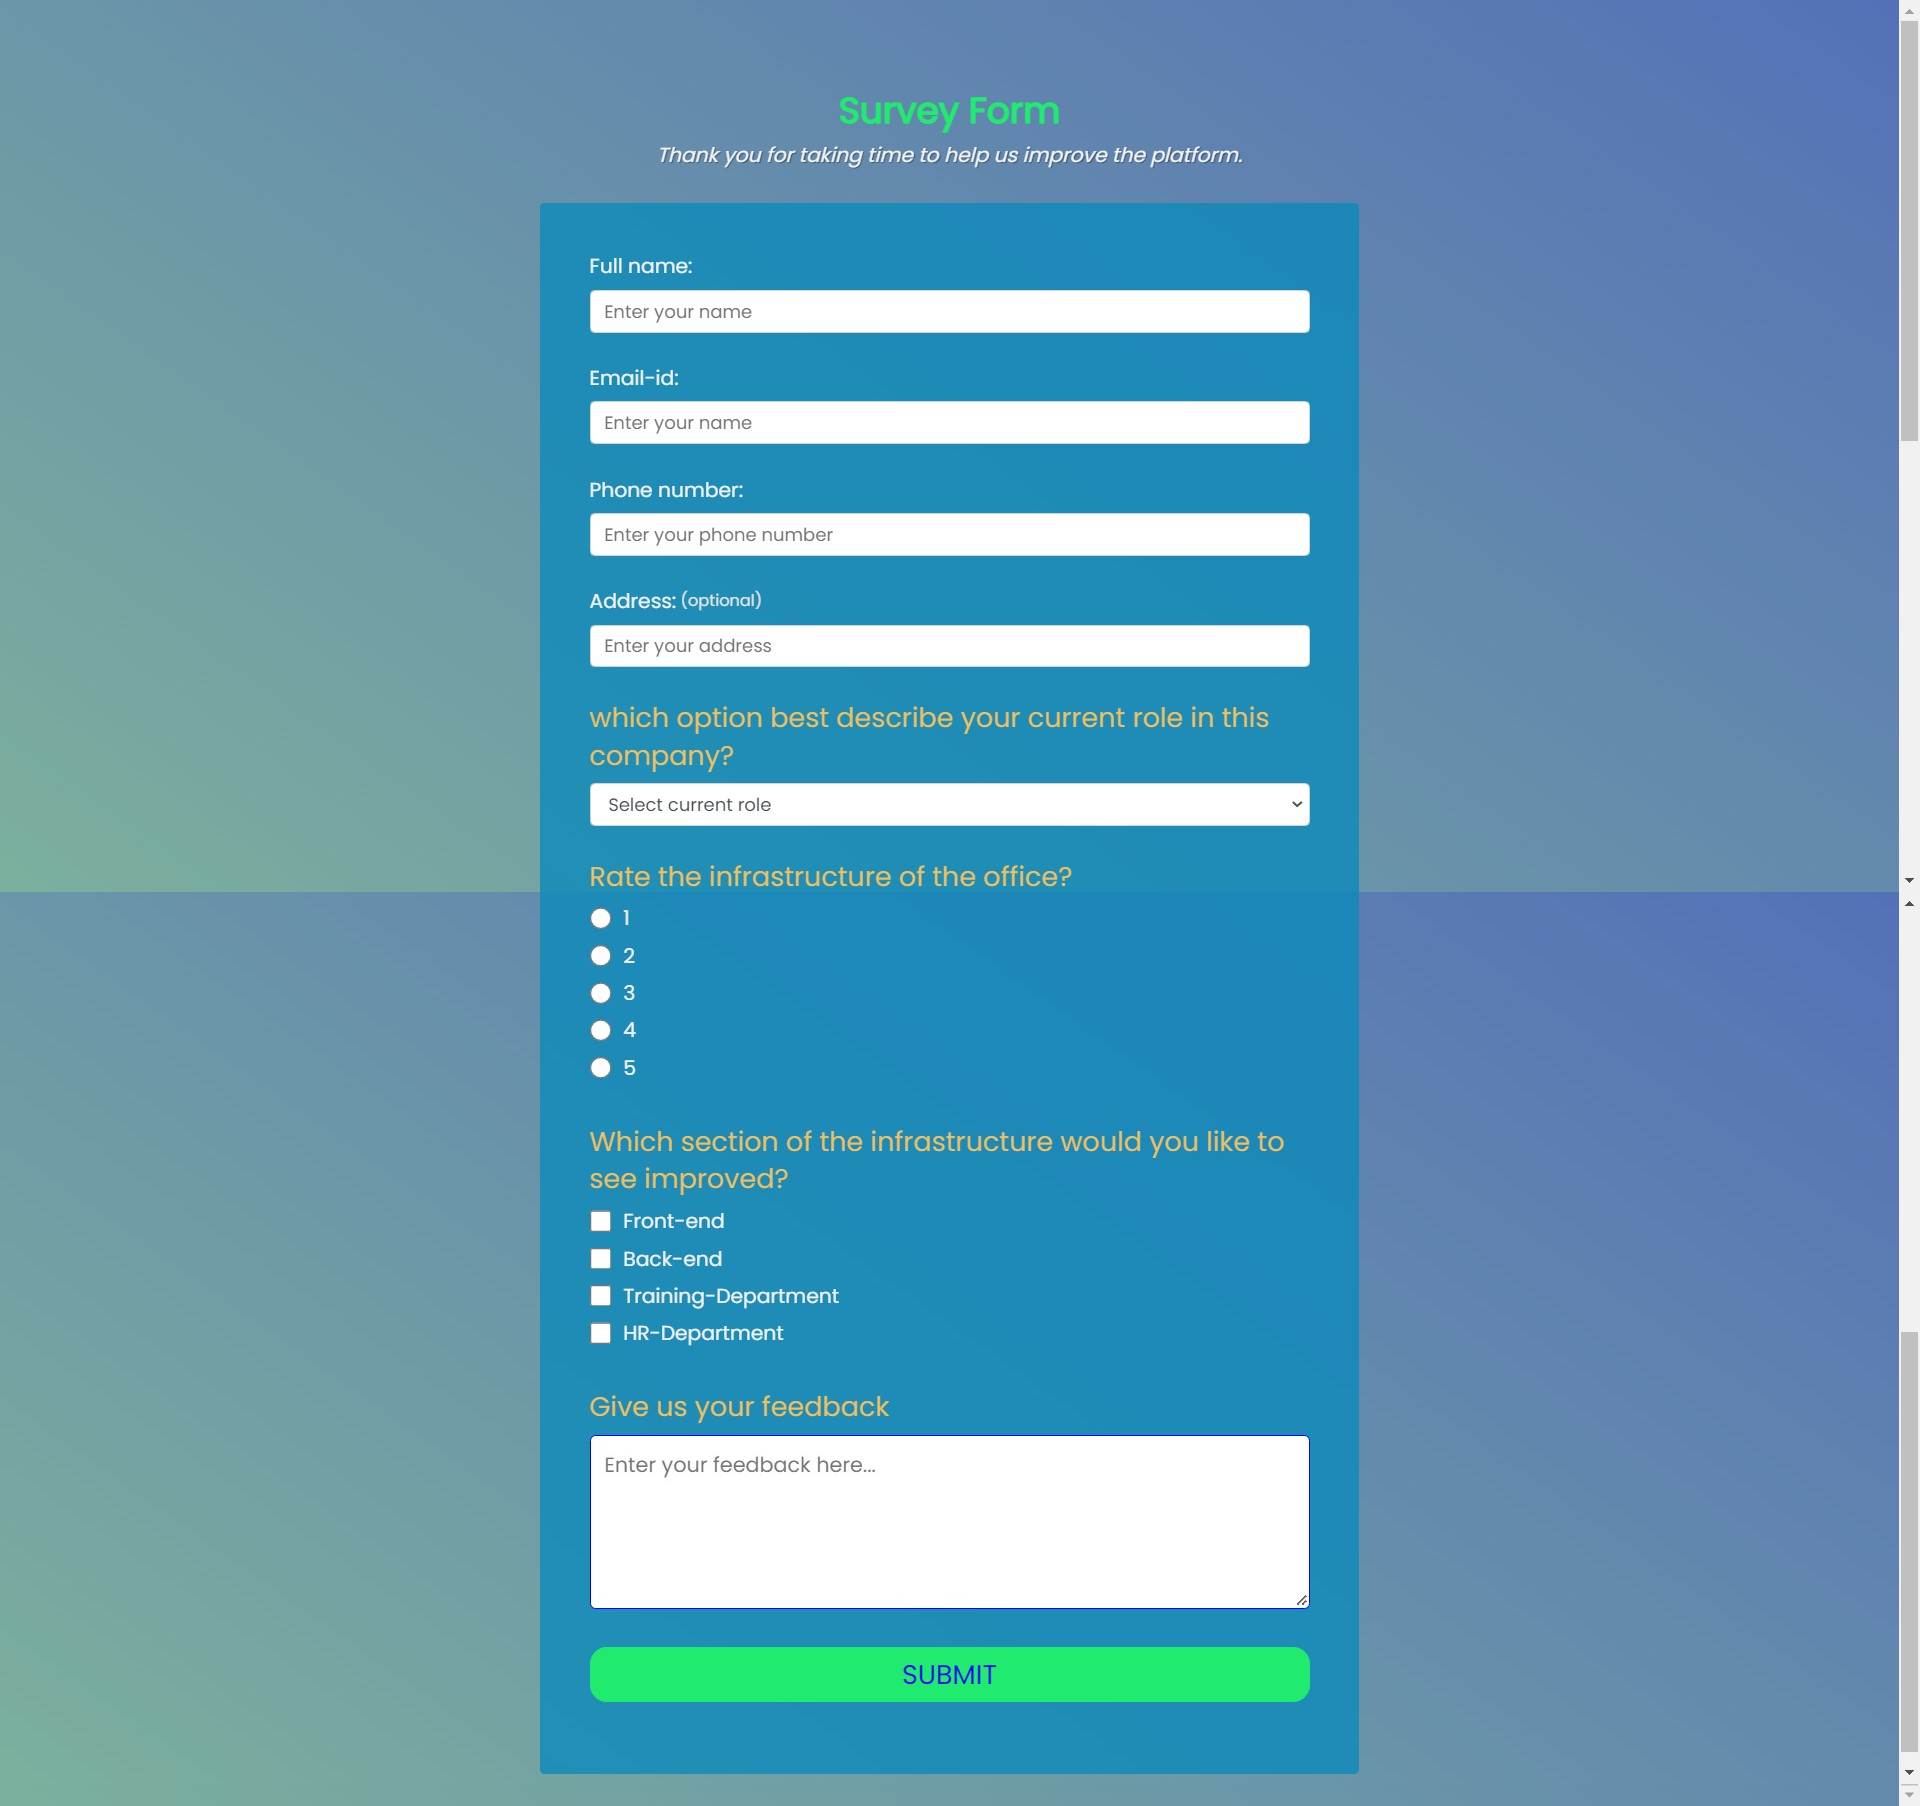 Survey Form
Thank you for taking time to help us improve the platform.
Full name:
Enter your name
Email-id:
Enter your name
Phone number:
Enter your phone number
Address: (optional)
Enter your address
which option best describe your current role in this
company?
Select current role
Rate the infrastructure of the office?
1
2
3
4
5
Which section of the infrastructure would you like to
see improved?
Front-end
Back-end
Training-Department
HR-Department
Give us your feedback
Enter your feedback here...
SUBMIT